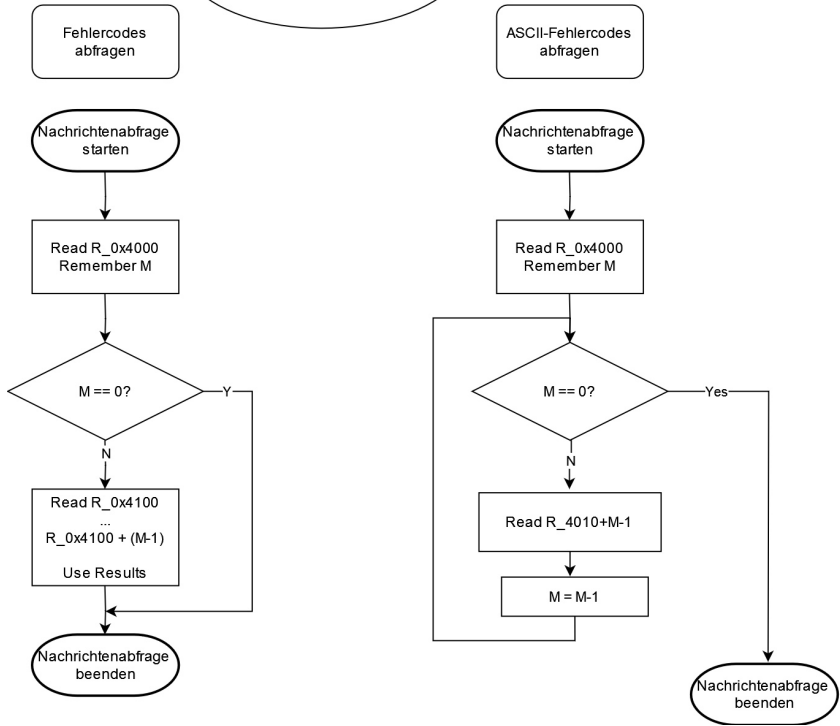 Fehlercodes
abfragen
Nachrichtenabfrage
starten
Read R_0x4000
Remember M
M == 0?
Y
N
Read R_0x4100
...
R_0x4100 + (M-1)
Use Results
Nachrichtenabfrage
beenden
ASCII-Fehlercodes
abfragen
Nachrichtenabfrage
starten
Read R_0x4000
Remember M
M == 0?
Yes
N
Read R_4010+M-1
M = M-1
Nachrichtenabfrage
beenden